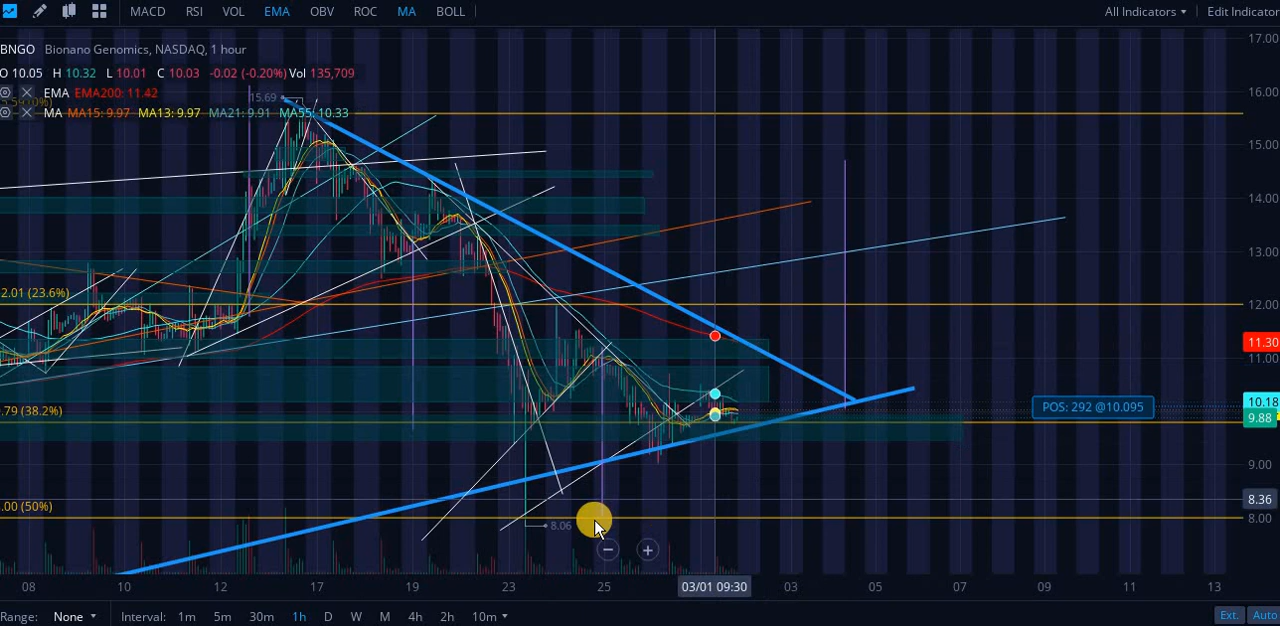 MACD RSI VOL EMA OBV ROC MA BOLL All Indicators Edit Indicator
BNGO Bionano Genomics, NASDAQ, 1 hour
O 10.05 H 10.32 L 10.01 C 10.03 -0.02 (-0.20%) Vol 135,709
EMA EMA200: 11.42
MA MA15: 9.97 MA13: 9.97 MA21: 9.91 MA55: 10.33
15.69
17.00
16.00
15.00
14.00
13.00
2.01 (23.6%)
12.00
11.30
11.00
.79 (38.2%)
POS: 292 @10.095
10.18
9.88
9.00
8.36
.00 (50%)
8.06
8.00
08 10 12 17 19 23 25 03/01 09:30 03 05 07 09 11 13
Range: None Interval: 1m 5m 30m 1h D W M 4h 2h 10m Ext. Auto